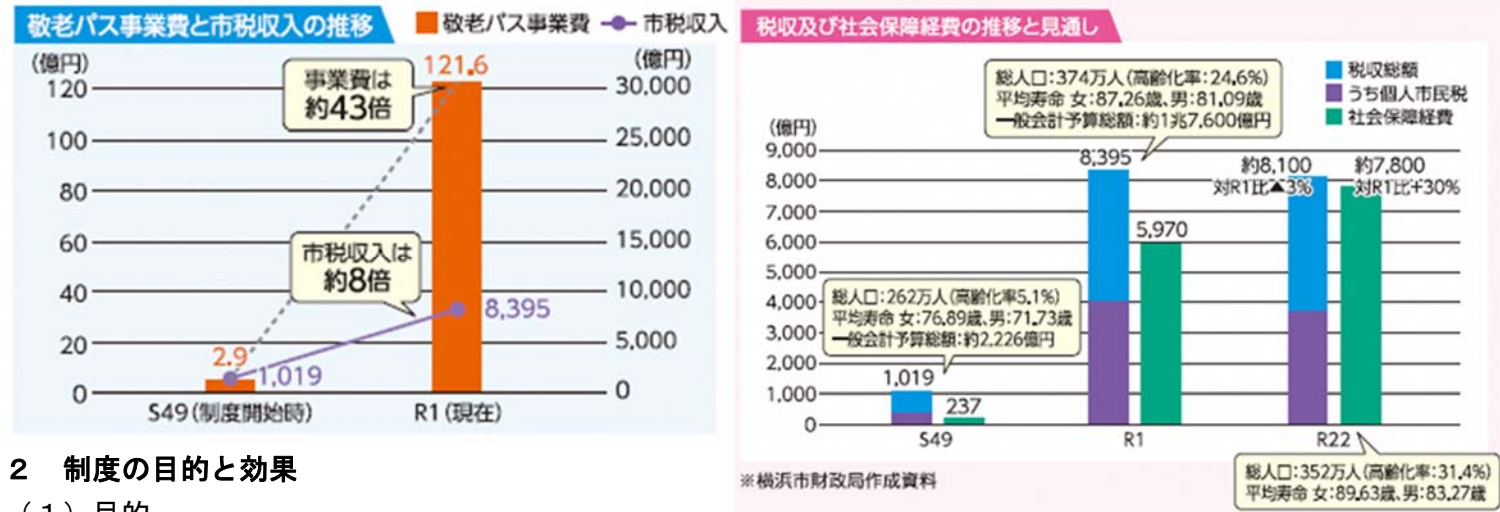 敬老パス事業費と市税収入の推移
敬老パス事業費
市税収入
(億円)
(億円)
120
100
80
60
40
20
0
30,000
25,000
20,000
15,000
10,000
5,000
0
事業費は
約43倍
121.6
市税収入は
約8倍
8,395
2.9
1,019
S49(制度開始時)
R1(現在)
税収及び社会保障経費の推移と見通し
税収総額
うち個人市民税
社会保障経費
(億円)
9,000
8,000
7,000
6,000
5,000
4,000
3,000
2,000
1,000
0
総人口:374万人(高齢化率:24.6%)
平均寿命 女:87.26歳、男:81.09歳
一般会計予算総額:約1兆7,600億円
8,395
5,970
約8,100
対R1比▲3%
約7,800
対R1比+30%
総人口:262万人(高齢化率5.1%)
平均寿命 女:76.89歳、男:71.73歳
一般会計予算総額:約2,226億円
1,019
237
S49
R1
R22
総人口:352万人(高齢化率:31.4%)
平均寿命 女:89.63歳、男:83.27歳
※横浜市財政局作成資料
2 制度の目的と効果
(1)目的